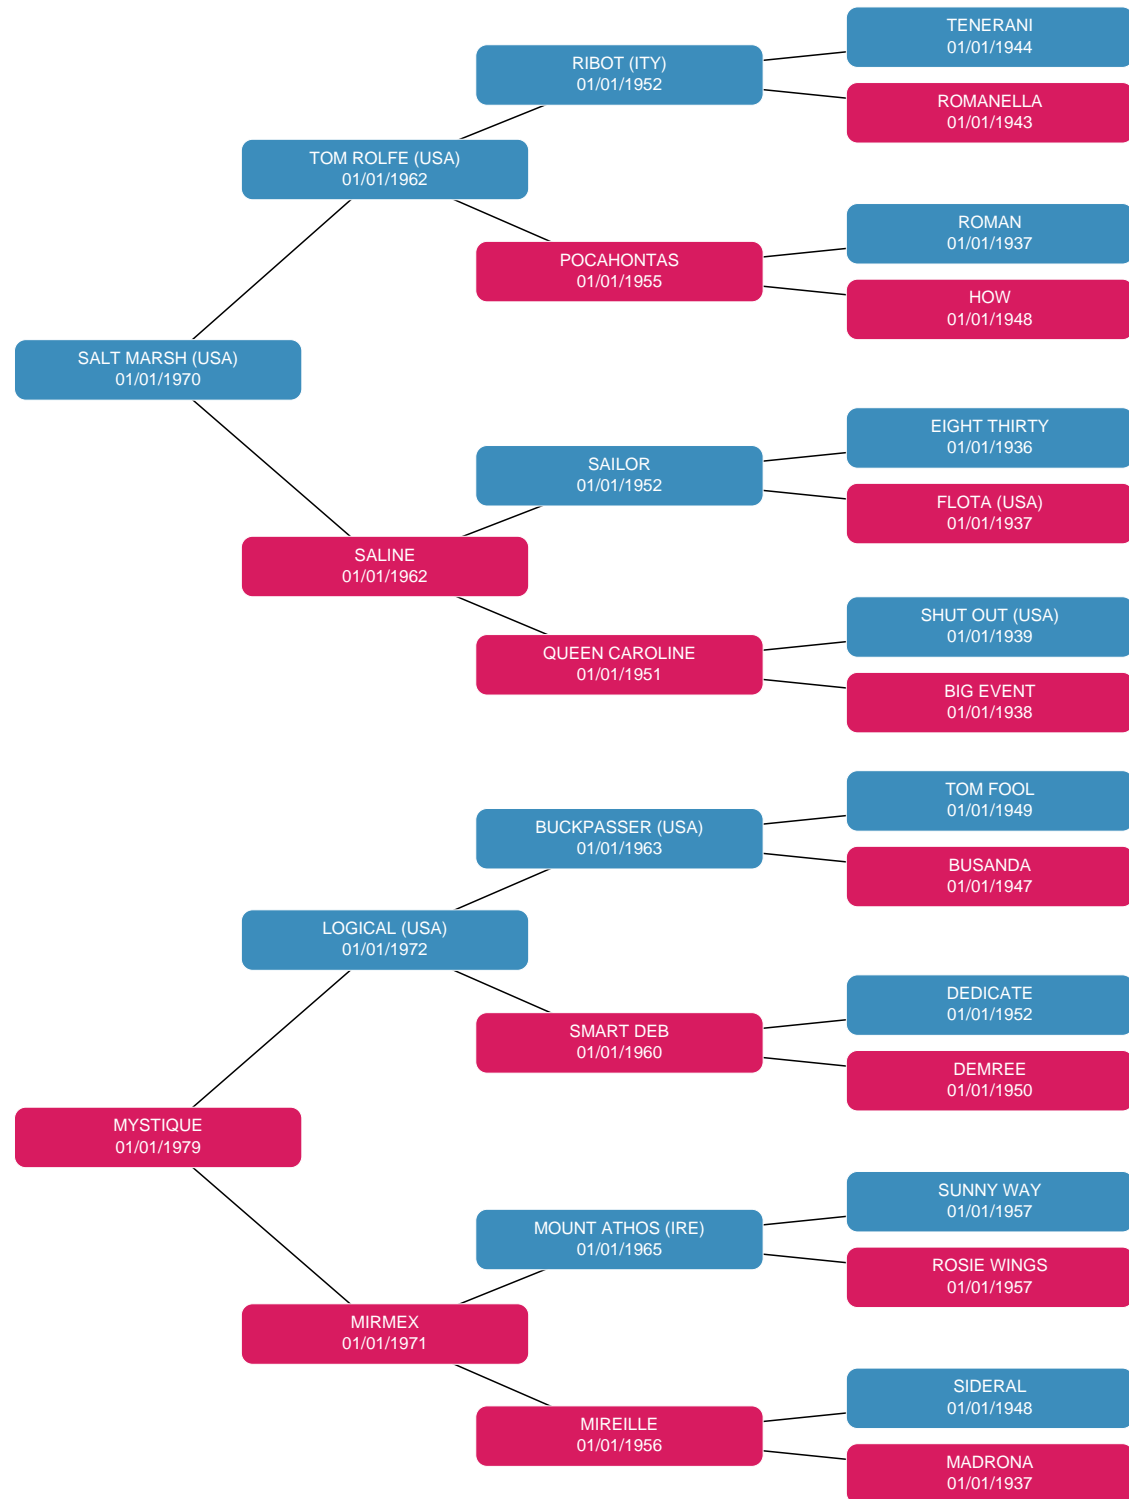 TENERANI
01/01/1944
RIBOT (ITY)
01/01/1952
ROMANELLA
01/01/1943
TOM ROLFE (USA)
01/01/1962
ROMAN
01/01/1937
POCAHONTAS
01/01/1955
HOW
01/01/1948
SALT MARSH (USA)
01/01/1970
EIGHT THIRTY
01/01/1936
SAILOR
01/01/1952
FLOTA (USA)
01/01/1937
SALINE
01/01/1962
SHUT OUT (USA)
01/01/1939
QUEEN CAROLINE
01/01/1951
BIG EVENT
01/01/1938
TOM FOOL
01/01/1949
BUCKPASSER (USA)
01/01/1963
BUSANDA
01/01/1947
LOGICAL (USA)
01/01/1972
DEDICATE
01/01/1952
SMART DEB
01/01/1960
DEMREE
01/01/1950
MYSTIQUE
01/01/1979
SUNNY WAY
01/01/1957
MOUNT ATHOS (IRE)
01/01/1965
ROSIE WINGS
01/01/1957
MIRMEX
01/01/1971
SIDERAL
01/01/1948
MIREILLE
01/01/1956
MADRONA
01/01/1937